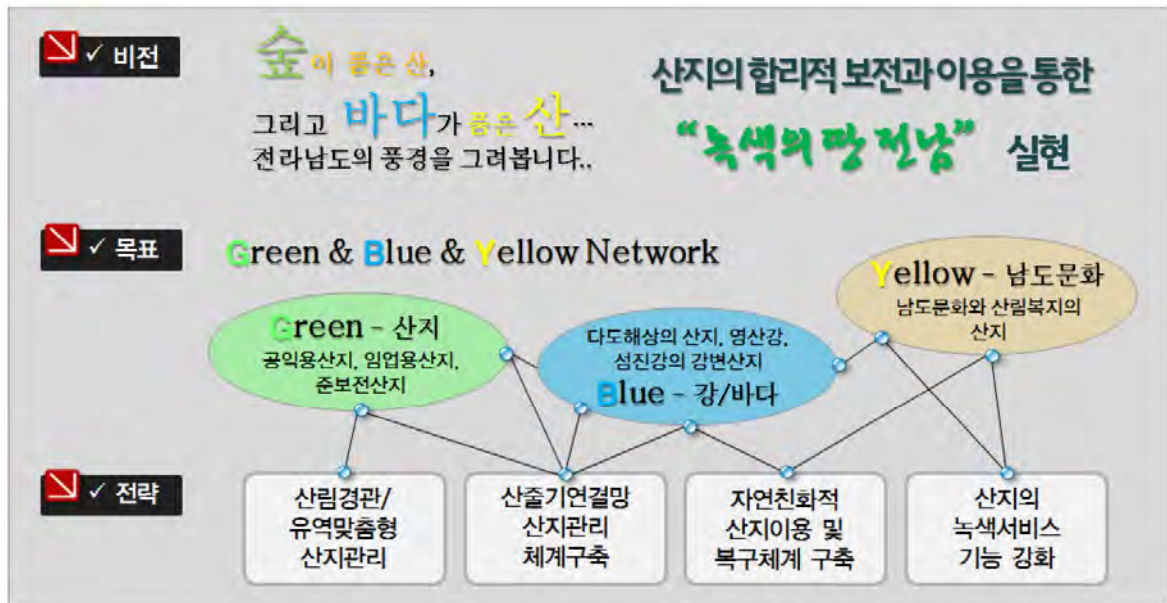 ✓ 비전
숲이 품은 산,
그리고 바다가 품은 산…
전라남도의 풍경을 그려봅니다..
산지의 합리적 보전과 이용을 통한
“녹색의 땅 전남” 실현
✓ 목표
Green & Blue & Yellow Network
Green – 산지
공익용산지, 임업용산지,
준보전산지
다도해상의 산지, 영산강,
섬진강의 강변산지
Blue – 강/바다
Yellow – 남도문화
남도문화와 산림복지의
산지
✓ 전략
산림경관/
유역맞춤형
산지관리
산줄기연결망
산지관리
체계구축
자연친화적
산지이용 및
복구체계 구축
산지의
녹색서비스
기능 강화